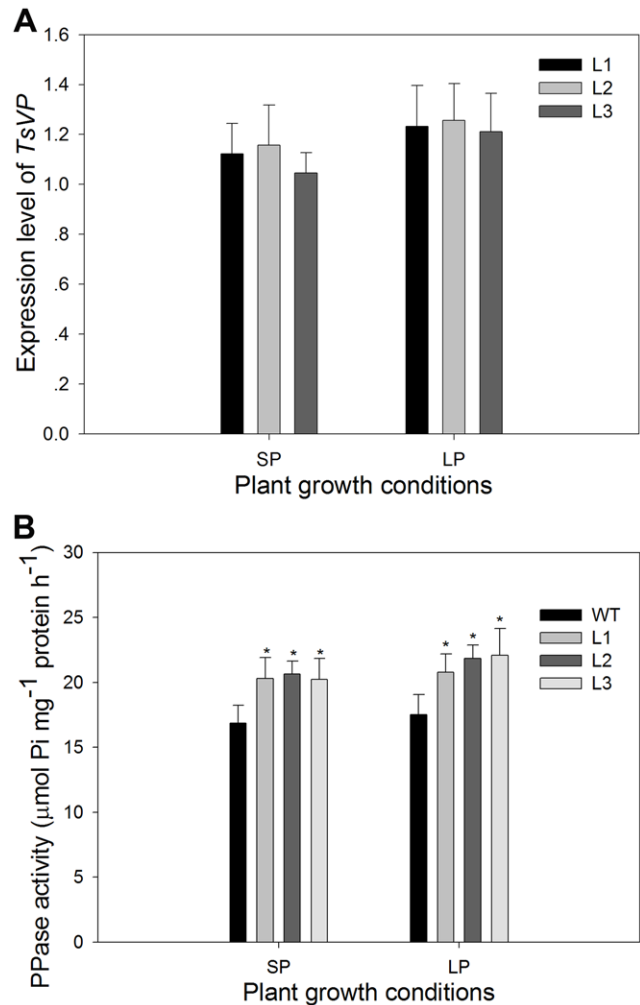 A
Expression level of TsVP
1.6
1.4
1.2
1.0
.8
.6
.4
.2
0.0
L1
L2
L3
SP
LP
Plant growth conditions
B
PPase activity (μmol Pi mg-1 protein h-1)
30
25
20
15
10
5
0
WT
L1
L2
L3
* * *
* * *
SP
LP
Plant growth conditions